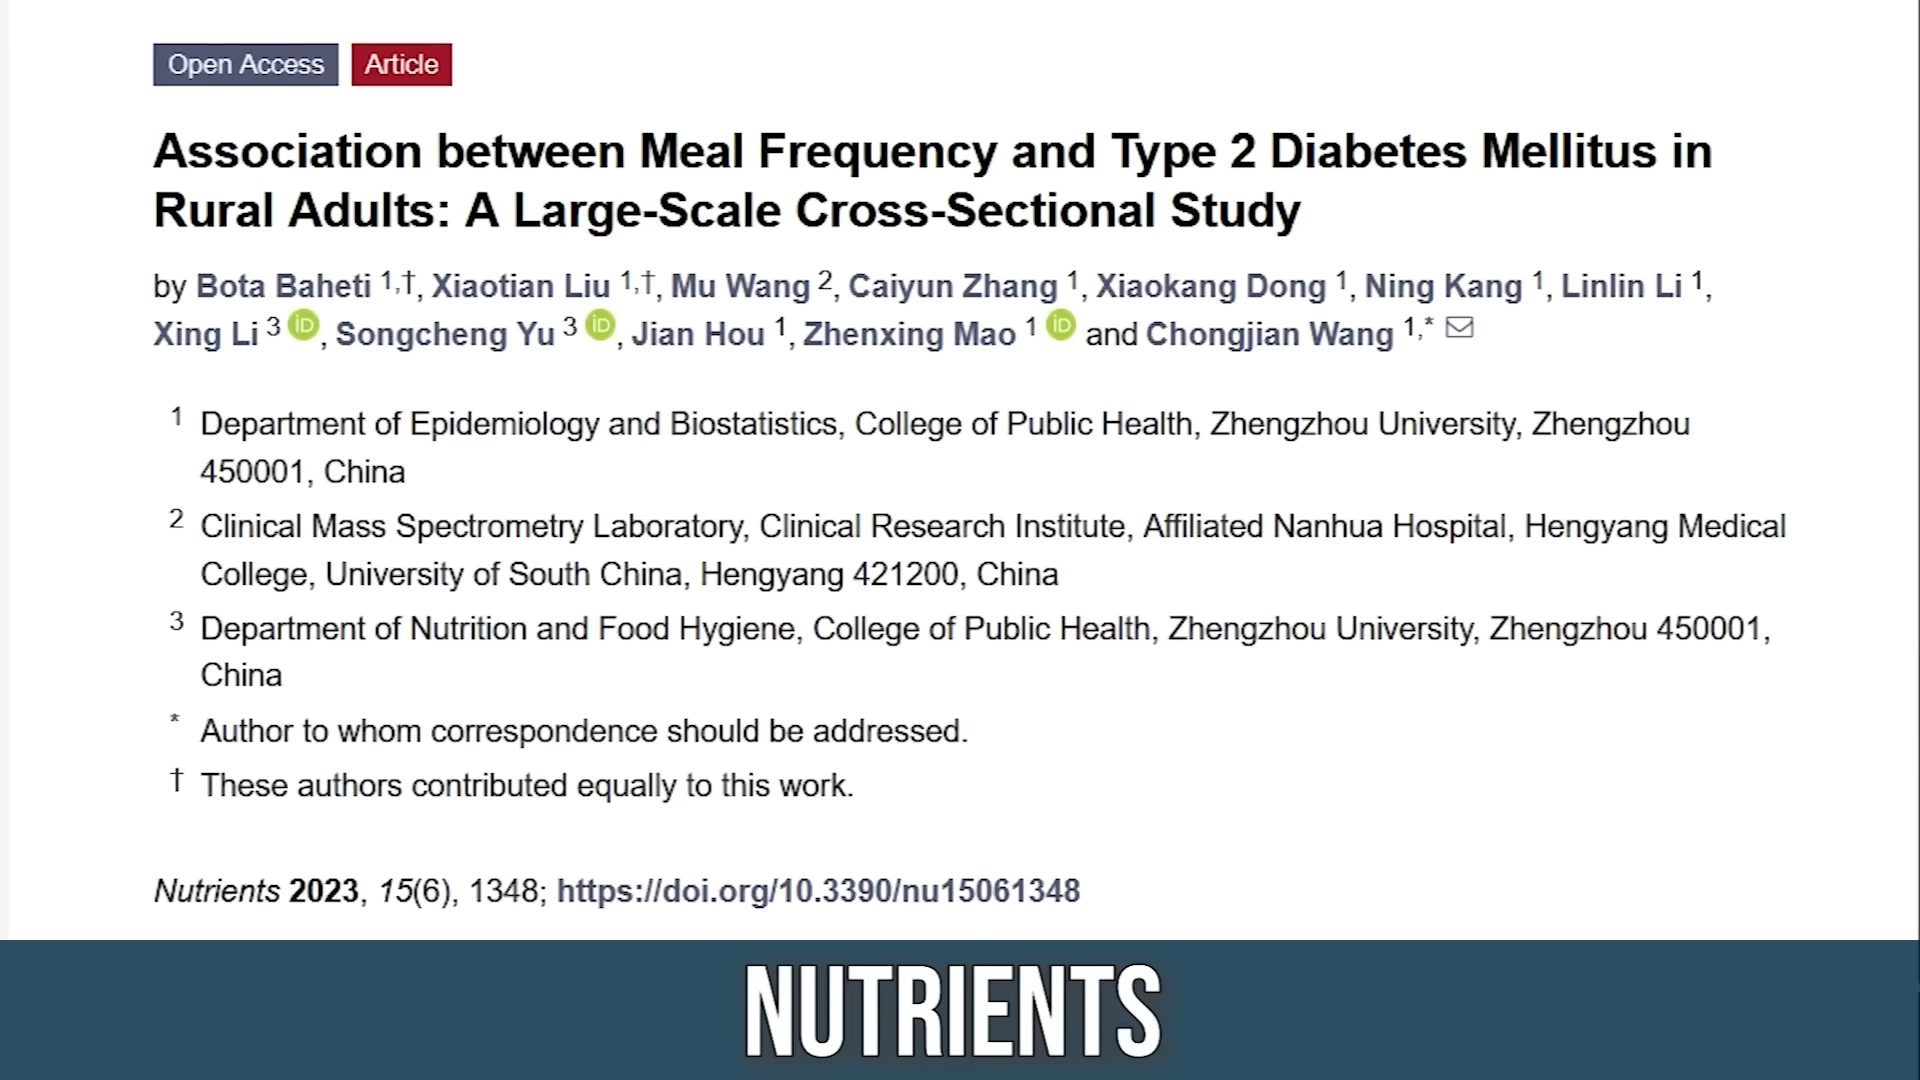 Open Access Article
Association between Meal Frequency and Type 2 Diabetes Mellitus in
Rural Adults: A Large-Scale Cross-Sectional Study
by Bota Baheti 1,†, Xiaotian Liu 1,†, Mu Wang 2, Caiyun Zhang 1, Xiaokang Dong 1, Ning Kang 1, Linlin Li 1,
Xing Li 3 iD, Songcheng Yu 3 iD, Jian Hou 1, Zhenxing Mao 1 iD and Chongjian Wang 1,*
1 Department of Epidemiology and Biostatistics, College of Public Health, Zhengzhou University, Zhengzhou
450001, China
2 Clinical Mass Spectrometry Laboratory, Clinical Research Institute, Affiliated Nanhua Hospital, Hengyang Medical
College, University of South China, Hengyang 421200, China
3 Department of Nutrition and Food Hygiene, College of Public Health, Zhengzhou University, Zhengzhou 450001,
China
* Author to whom correspondence should be addressed.
† These authors contributed equally to this work.
Nutrients 2023, 15(6), 1348; https://doi.org/10.3390/nu15061348
NUTRIENTS